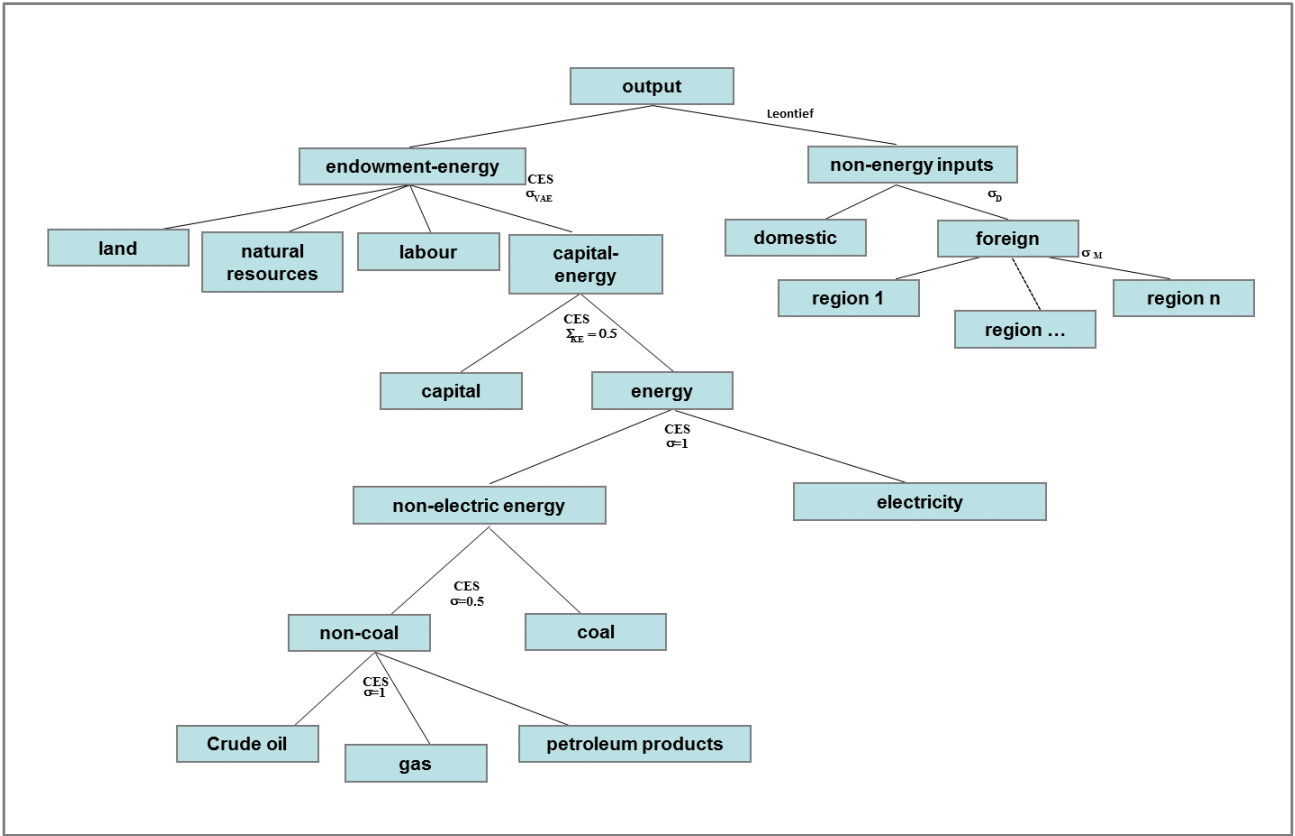 output
Leontief
endowment-energy
non-energy inputs
CES
σVAE
σD
land
natural
resources
labour
capital-
energy
domestic
foreign
σM
region 1
region …
region n
CES
ΣKE = 0.5
capital
energy
CES
σ=1
non-electric energy
electricity
CES
σ=0.5
non-coal
coal
CES
σ=1
Crude oil
gas
petroleum products